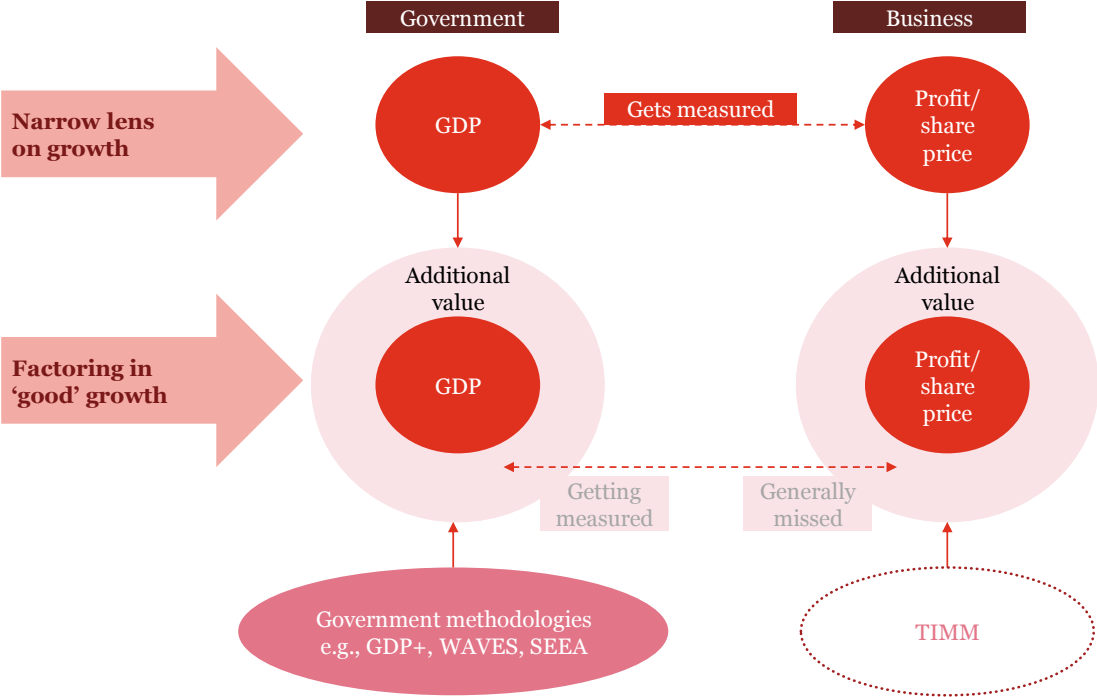 Government
Business
Narrow lens
on growth
GDP
Gets measured
Profit/
share
price
Additional
value
Additional
value
Factoring in
‘good’ growth
GDP
Profit/
share
price
Getting
measured
Generally
missed
Government methodologies
e.g., GDP+, WAVES, SEEA
TIMM